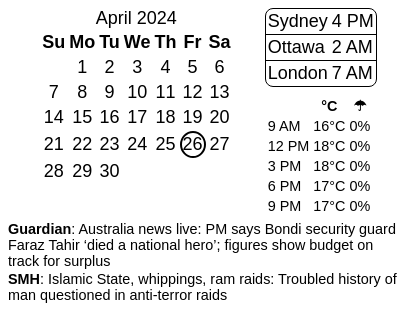 April 2024
Su Mo Tu We Th Fr Sa
1 2 3 4 5 6
7 8 9 10 11 12 13
14 15 16 17 18 19 20
21 22 23 24 25 26 27
28 29 30
Sydney 4 PM
Ottawa 2 AM
London 7 AM
°C ☂
9 AM 16°C 0%
12 PM 18°C 0%
3 PM 18°C 0%
6 PM 17°C 0%
9 PM 17°C 0%
Guardian: Australia news live: PM says Bondi security guard
Faraz Tahir ‘died a national hero’; figures show budget on
track for surplus
SMH: Islamic State, whippings, ram raids: Troubled history of
man questioned in anti-terror raids